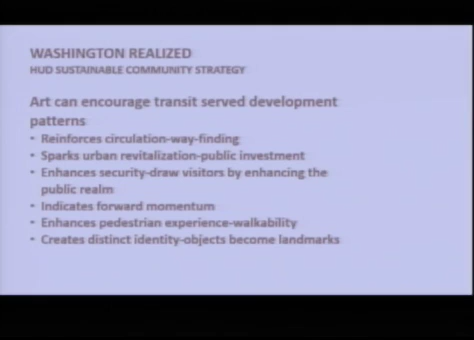 WASHINGTON REALIZED
HUD SUSTAINABLE COMMUNITY STRATEGY
Art can encourage transit served development
patterns
• Reinforces circulation-way-finding
• Sparks urban revitalization-public investment
• Enhances security-draw visitors by enhancing the
public realm
• Indicates forward momentum
• Enhances pedestrian experience-walkability
• Creates distinct identity-objects become landmarks